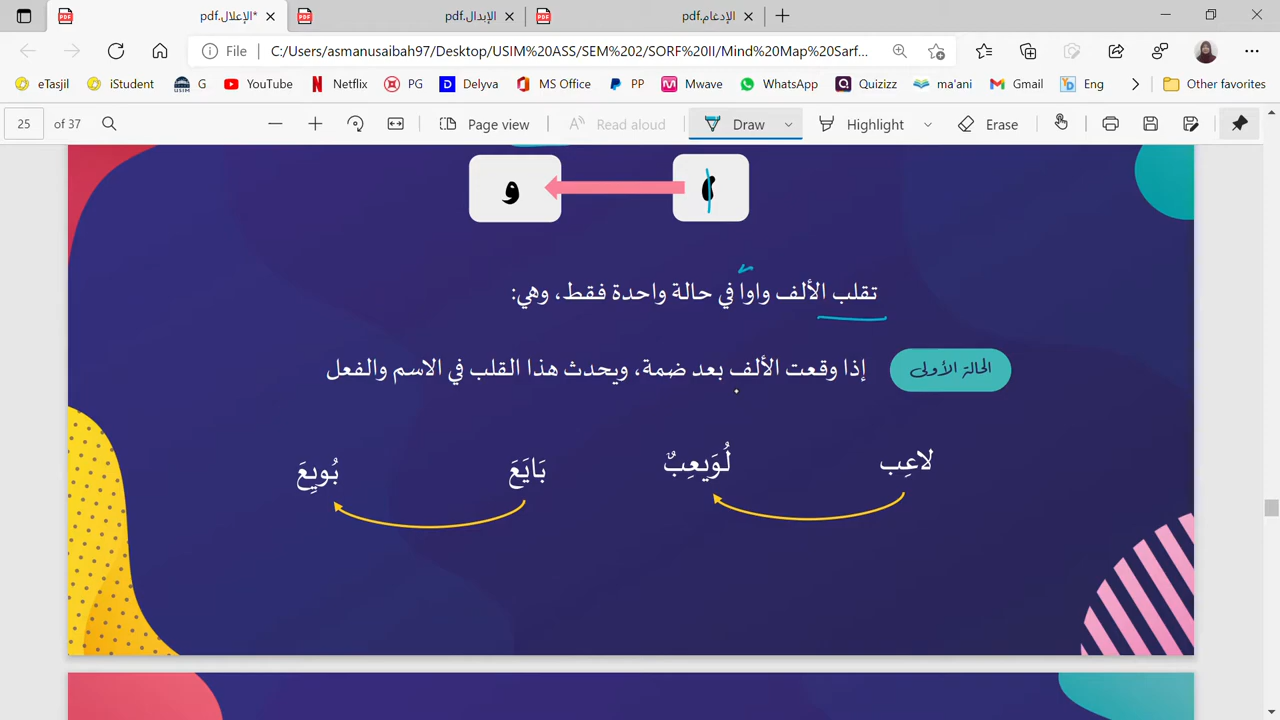 الإعلال.pdf*
الإبدال.pdf
الإدغام.pdf
File C:/Users/asmanusaibah97/Desktop/USIM%20ASS/SEM%202/SORF%20II/Mind%20Map%20Sarf...
eTasjil iStudent G YouTube Netflix PG Delyva MS Office PP Mwave WhatsApp Quizizz ma'ani Gmail Eng Other favorites
25 of 37 Page view Read aloud Draw Highlight Erase
و
تقلب الألف واوا في حالة واحدة فقط، وهي:
الحالة الأولى
إذا وقعت الألف بعد ضمة، ويحدث هذا القلب في الاسم والفعل
لاعِب لُوَيعِبٌ بَايَعَ بُويِعَ